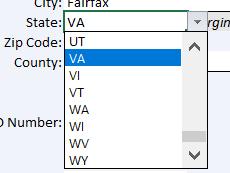 City: Fairfax
State: VA
Zip Code: UT
VA
County: VI
VT
WA
O Number: WI
WV
WY